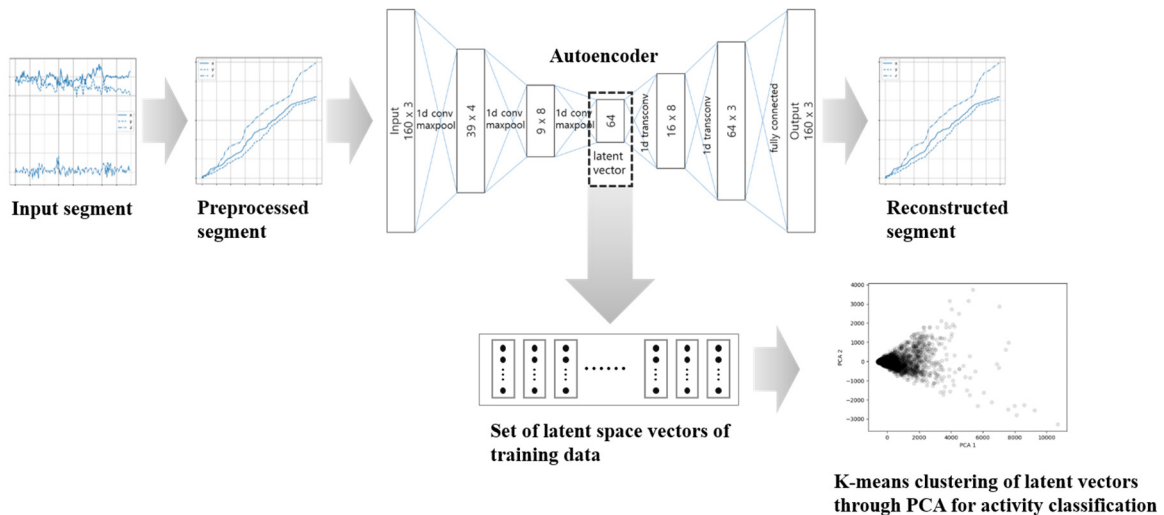 Autoencoder
x
y
z
Input segment
x
y
z
Preprocessed
segment
Input
160 x 3
1d conv
maxpool
39 x 4
1d conv
maxpool
9 x 8
1d conv
maxpool
64
latent
vector
1d transconv
16 x 8
1d transconv
64 x 3
fully connected
Output
160 x 3
x
y
z
Reconstructed
segment
Set of latent space vectors of
training data
4000
3000
2000
1000
0
−1000
−2000
−3000
PCA 2
0
2000
4000
6000
8000
10000
PCA 1
K-means clustering of latent vectors
through PCA for activity classification